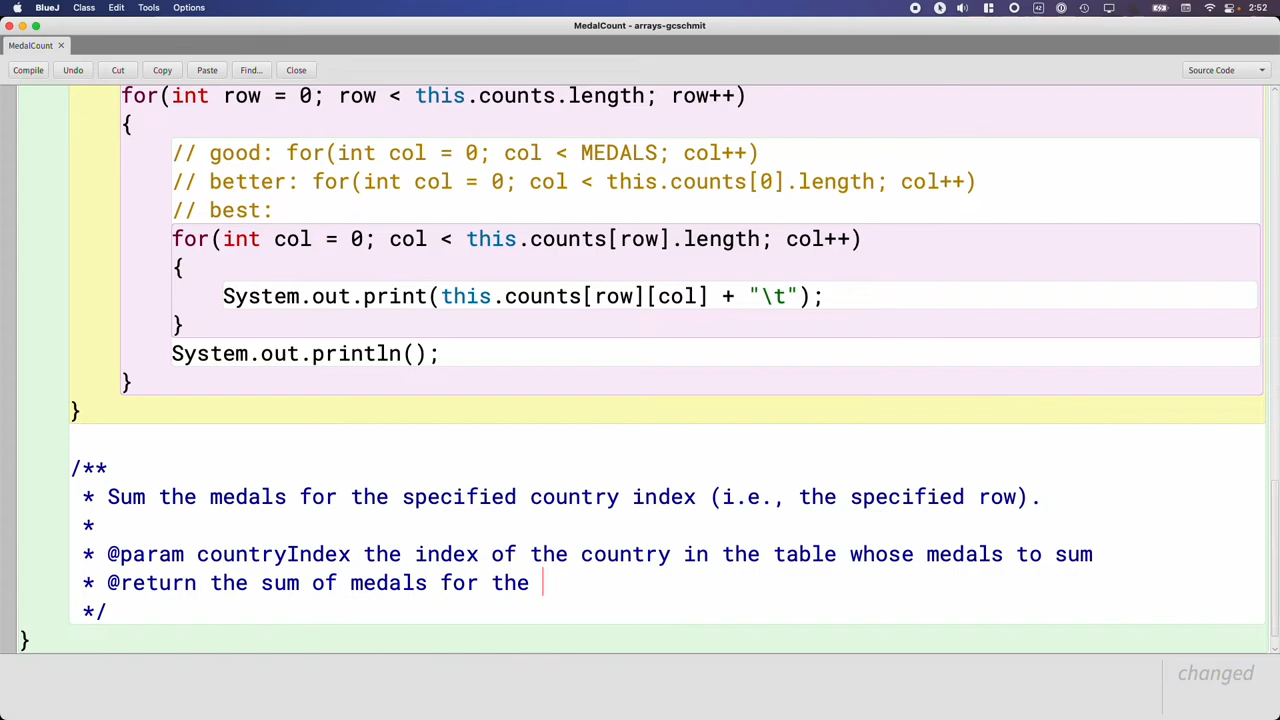 BlueJ Class Edit Tools Options 2:52
MedalCount - arrays-gcschmit
MedalCount ×
Compile Undo Cut Copy Paste Find... Close Source Code
for(int row = 0; row < this.counts.length; row++)
{
// good: for(int col = 0; col < MEDALS; col++)
// better: for(int col = 0; col < this.counts[0].length; col++)
// best:
for(int col = 0; col < this.counts[row].length; col++)
{
System.out.print(this.counts[row][col] + "\t");
}
System.out.println();
}
}
/**
* Sum the medals for the specified country index (i.e., the specified row).
*
* @param countryIndex the index of the country in the table whose medals to sum
* @return the sum of medals for the
*/
}
changed